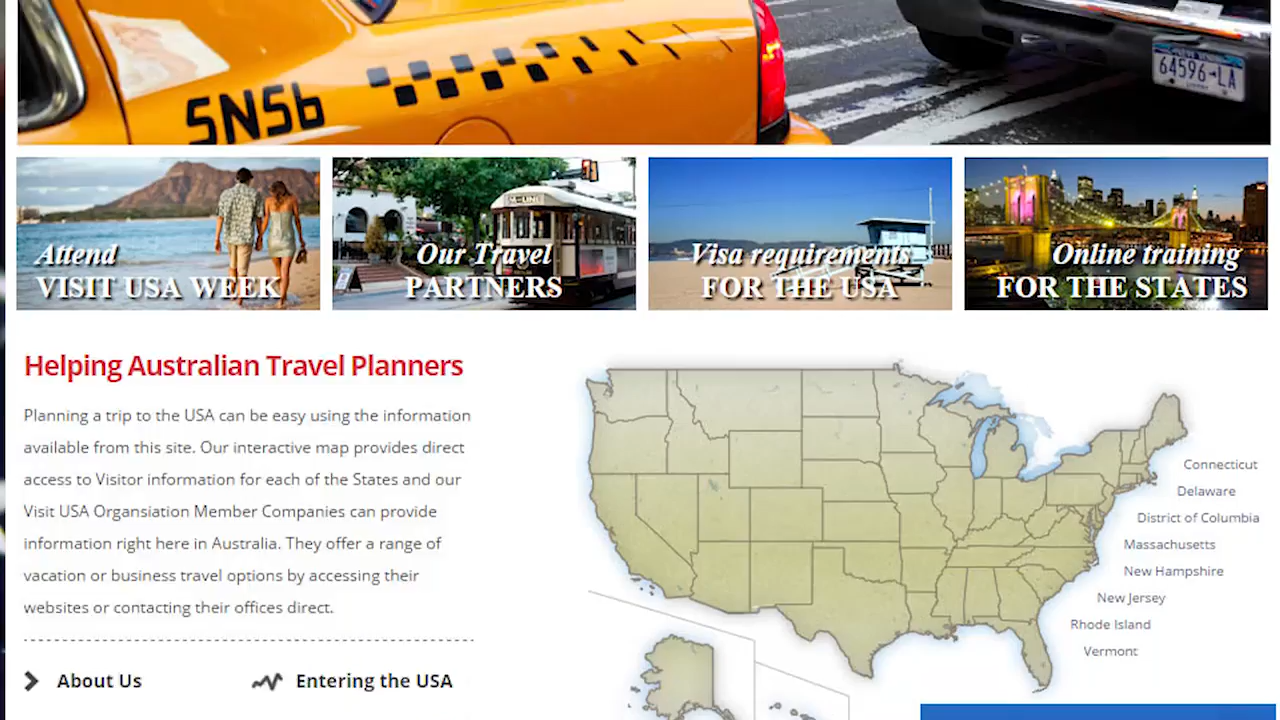 5N56
64596-LA
Attend
VISIT USA WEEK
Our Travel
PARTNERS
Visa requirements
FOR THE USA
Online training
FOR THE STATES
Helping Australian Travel Planners
Planning a trip to the USA can be easy using the information
available from this site. Our interactive map provides direct
access to Visitor information for each of the States and our
Visit USA Organsiation Member Companies can provide
information right here in Australia. They offer a range of
vacation or business travel options by accessing their
websites or contacting their offices direct.
About Us
Entering the USA
Connecticut
Delaware
District of Columbia
Massachusetts
New Hampshire
New Jersey
Rhode Island
Vermont